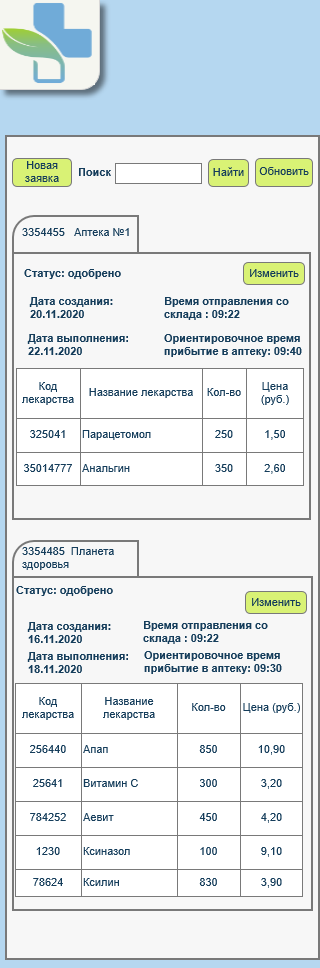 Новая
заявка
Поиск
Найти
Обновить
3354455 Аптека №1
Статус: одобрено
Изменить
Дата создания:
20.11.2020
Время отправления со
склада : 09:22
Дата выполнения:
22.11.2020
Ориентировочное время
прибытие в аптеку: 09:40
Код
лекарства
Название лекарства
Кол-во
Цена
(руб.)
325041 Парацетомол 250 1,50
35014777 Анальгин 350 2,60
3354485 Планета
здоровья
Статус: одобрено
Изменить
Дата создания:
16.11.2020
Время отправления со
склада : 09:22
Дата выполнения:
18.11.2020
Ориентировочное время
прибытие в аптеку: 09:30
Код
лекарства
Название
лекарства
Кол-во
Цена (руб.)
256440 Апап 850 10,90
25641 Витамин С 300 3,20
784252 Аевит 450 4,20
1230 Ксиназол 100 9,10
78624 Ксилин 830 3,90